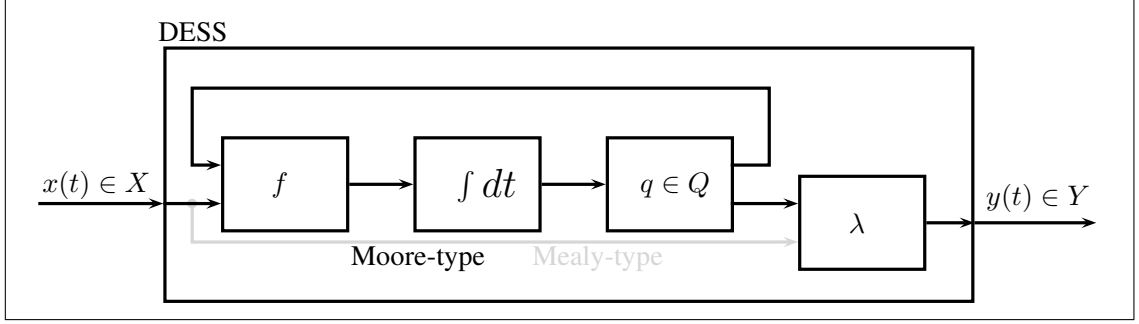 DESS
x(t) ∈ X
f
∫ dt
q ∈ Q
λ
y(t) ∈ Y
Moore-type
Mealy-type